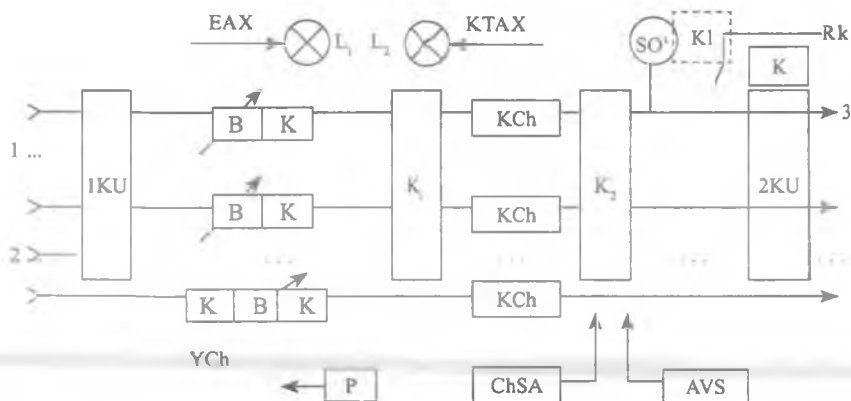 EAX L₁ L₂ KTAX SO' K1 Rk
K
B K KCh 3
1 ...
1KU K₁ K₂ 2KU
B K KCh
2 ... ... ... ...
K B K KCh
YCh
P ChSA AVS